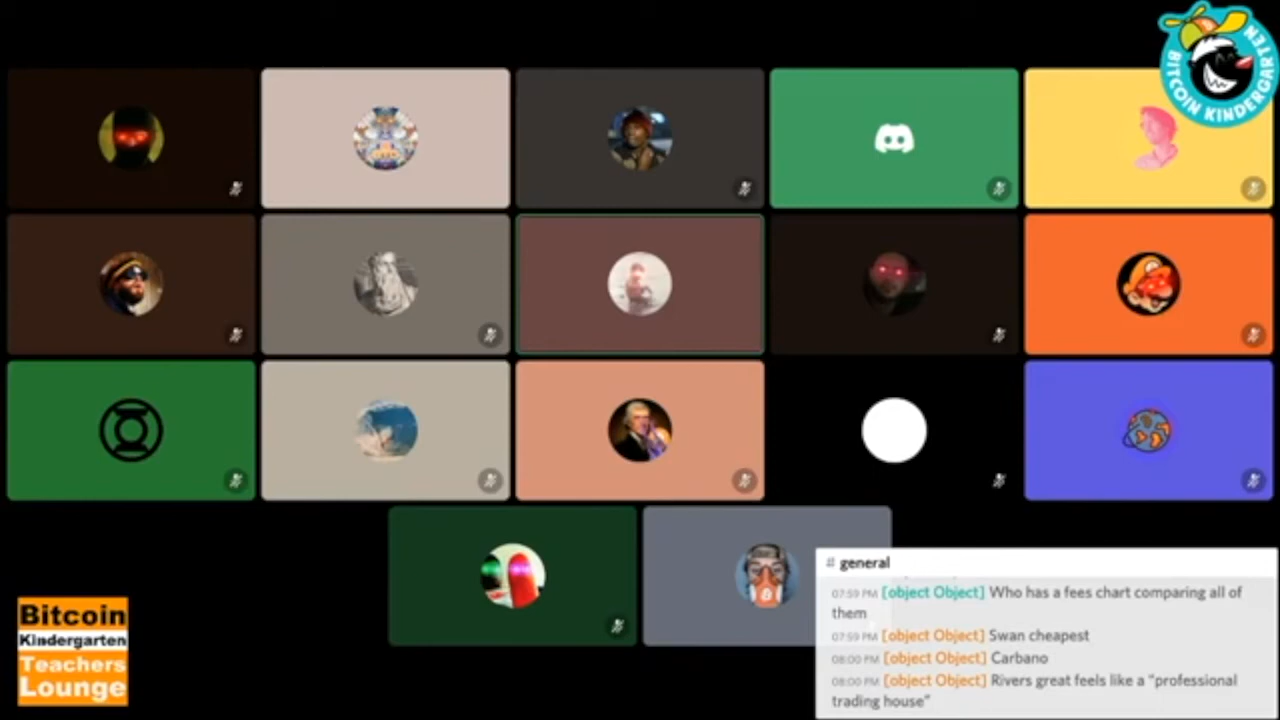 BITCOIN KINDERGARTEN
# general
07:59 PM [object Object] Who has a fees chart comparing all of
them
07:59 PM [object Object] Swan cheapest
08:00 PM [object Object] Carbano
08:00 PM [object Object] Rivers great feels like a “professional
trading house”
Bitcoin
Kindergarten
Teachers
Lounge